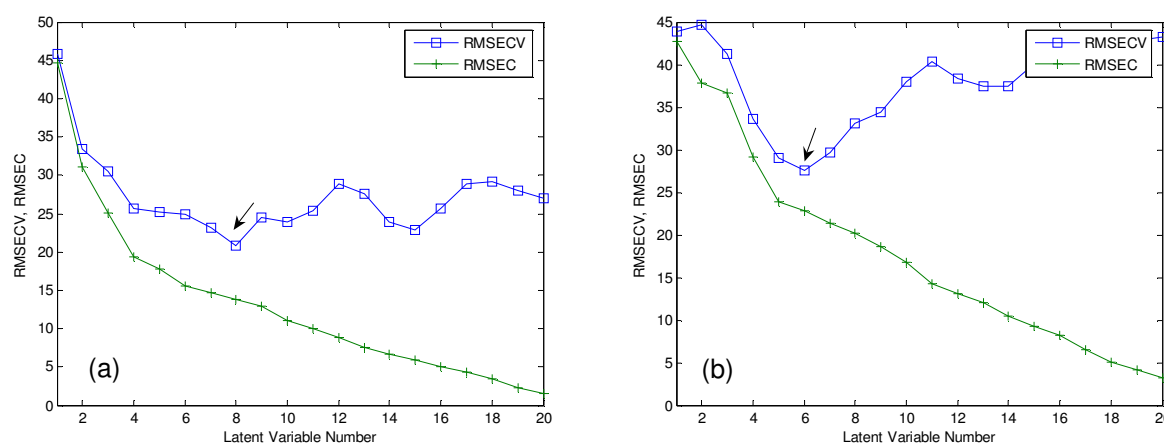 50
45
40
35
30
25
20
15
10
5
0
RMSECV, RMSEC
RMSECV
RMSEC
(a)
2 4 6 8 10 12 14 16 18 20
Latent Variable Number
45
40
35
30
25
20
15
10
5
0
RMSECV, RMSEC
RMSECV
RMSEC
(b)
2 4 6 8 10 12 14 16 18 20
Latent Variable Number